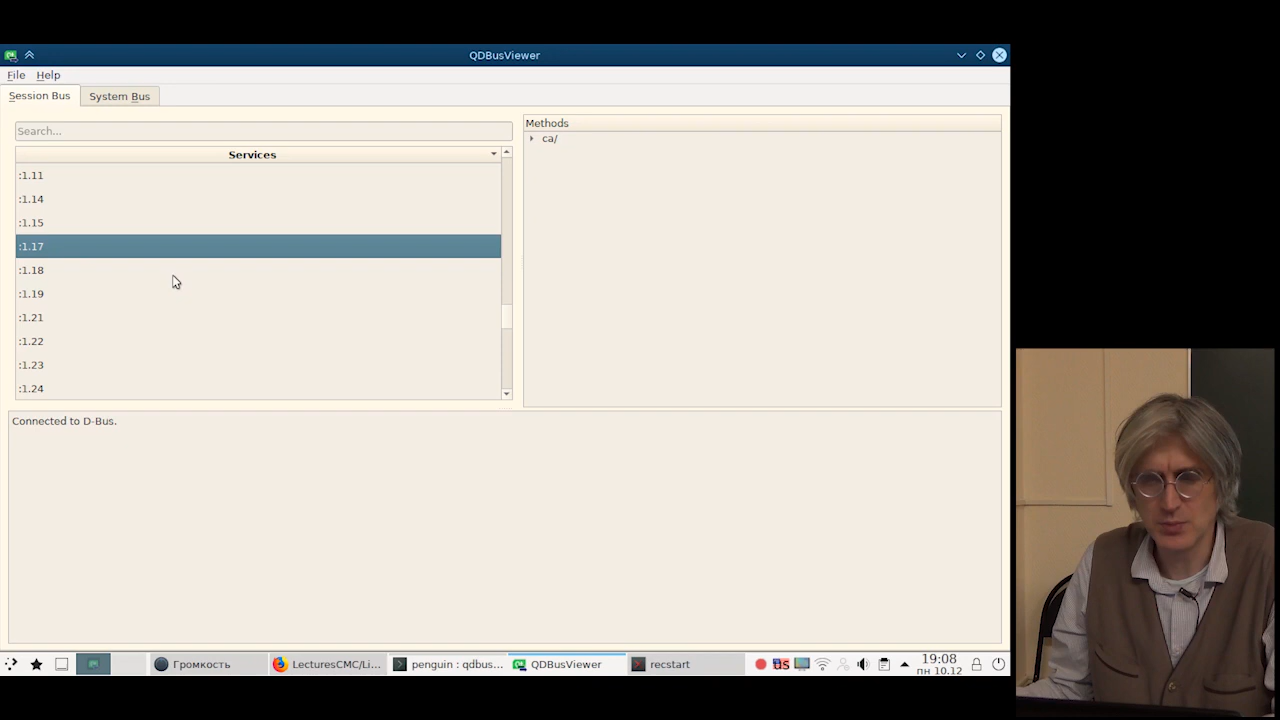 QDBusViewer
File Help
Session Bus System Bus
Search...
Services
:1.11
:1.14
:1.15
:1.17
:1.18
:1.19
:1.21
:1.22
:1.23
:1.24
Methods
ca/
Connected to D-Bus.
Громкость LecturesCMC/Li... penguin : qdbus... QDBusViewer recstart US 19:08
пн 10.12